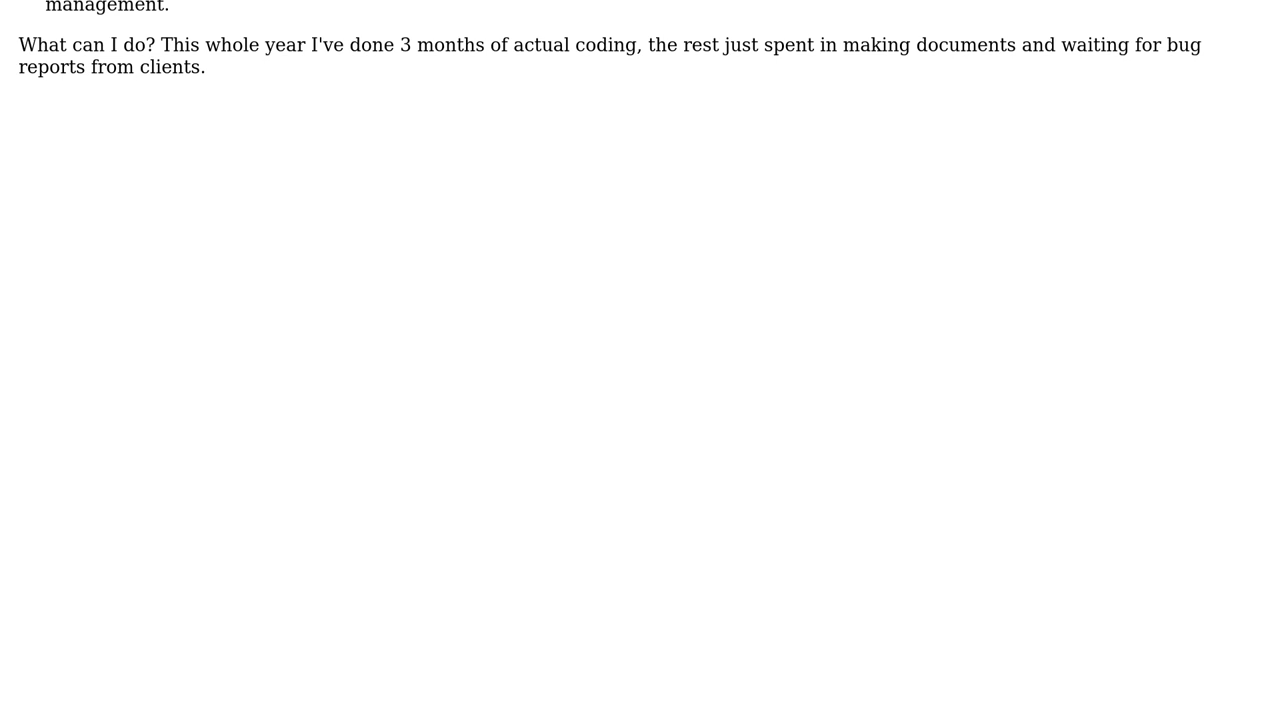 management.
What can I do? This whole year I've done 3 months of actual coding, the rest just spent in making documents and waiting for bug
reports from clients.